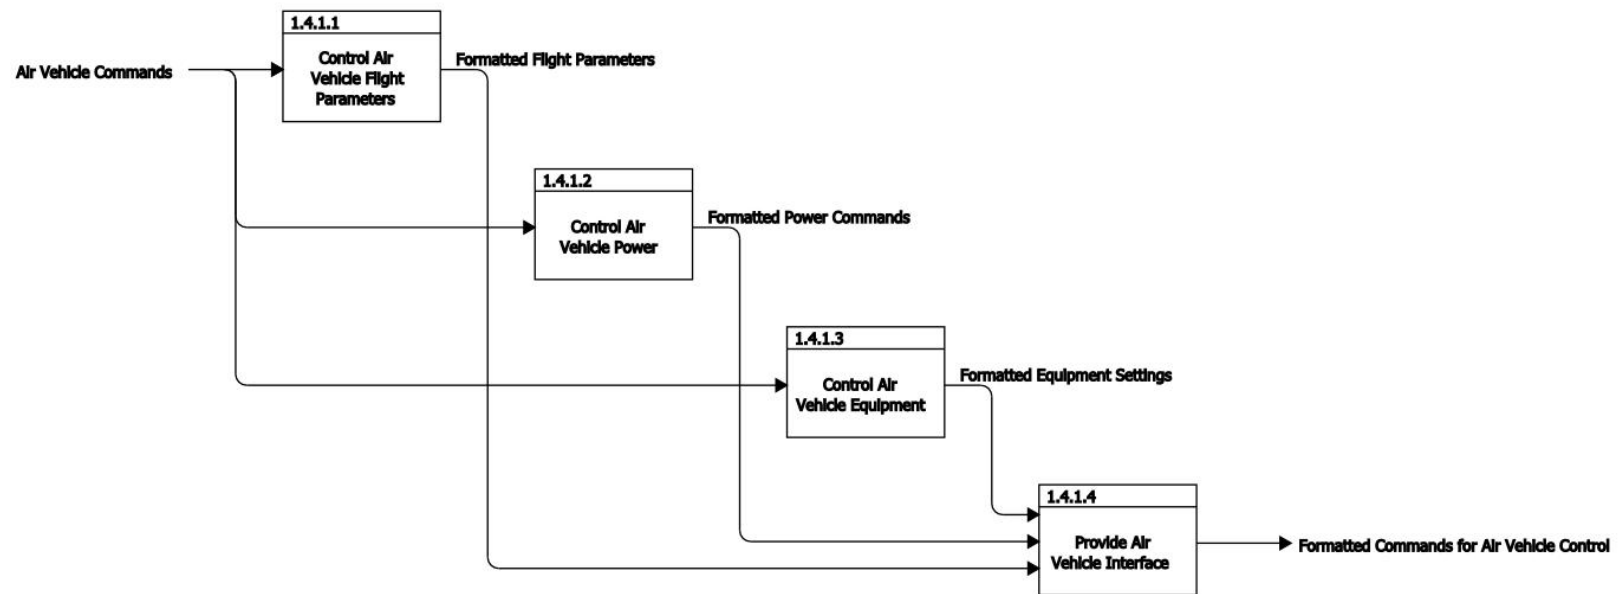 1.4.1.1
Control Air
Vehicle Flight
Parameters
Air Vehicle Commands
Formatted Flight Parameters
1.4.1.2
Control Air
Vehicle Power
Formatted Power Commands
1.4.1.3
Control Air
Vehicle Equipment
Formatted Equipment Settings
1.4.1.4
Provide Air
Vehicle Interface
Formatted Commands for Air Vehicle Control